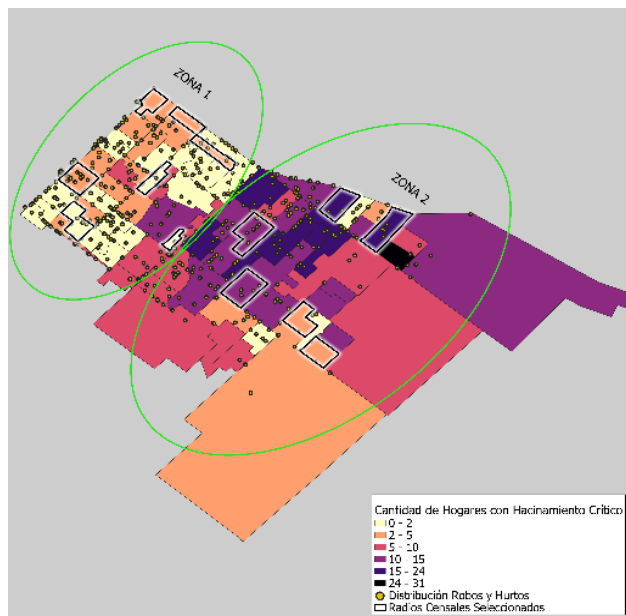 ZONA 1
ZONA 2
Cantidad de Hogares con Hacinamiento Crítico
0 - 2
2 - 5
5 - 10
10 - 15
15 - 24
24 - 31
Distribución Robos y Hurtos
Radios Censales Seleccionados